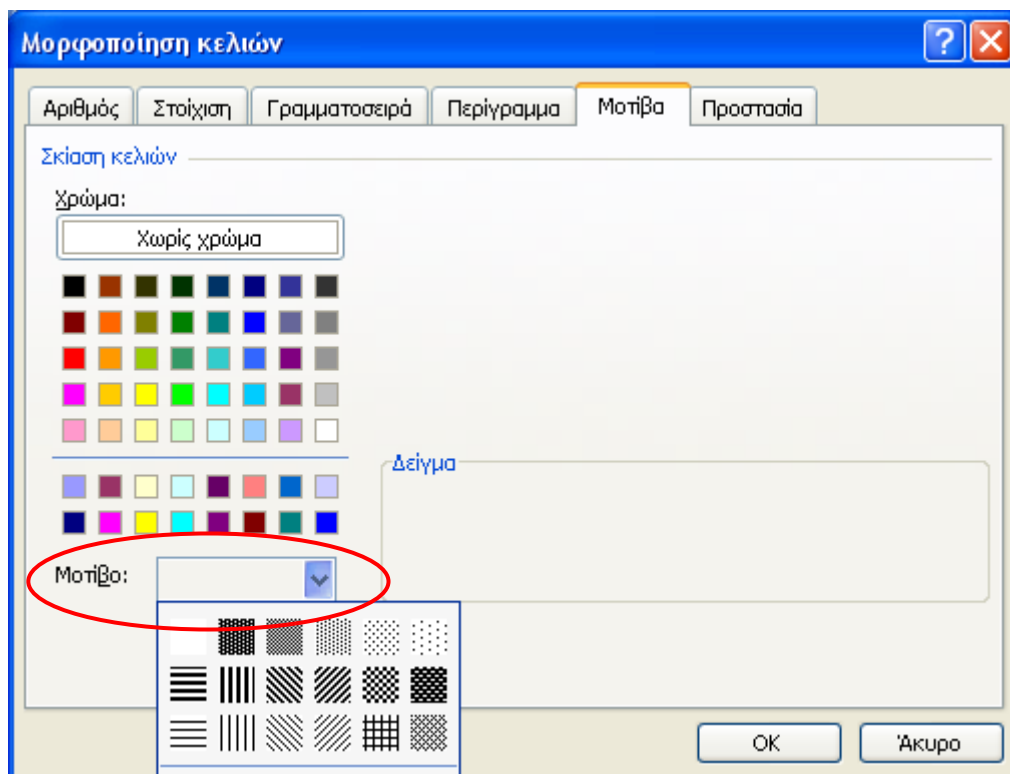 Μορφοποίηση κελιών
Αριθμός Στοίχιση Γραμματοσειρά Περίγραμμα Μοτίβα Προστασία
Σκίαση κελιών
Χρώμα:
Χωρίς χρώμα
Δείγμα
Μοτίβο:
OK Άκυρο